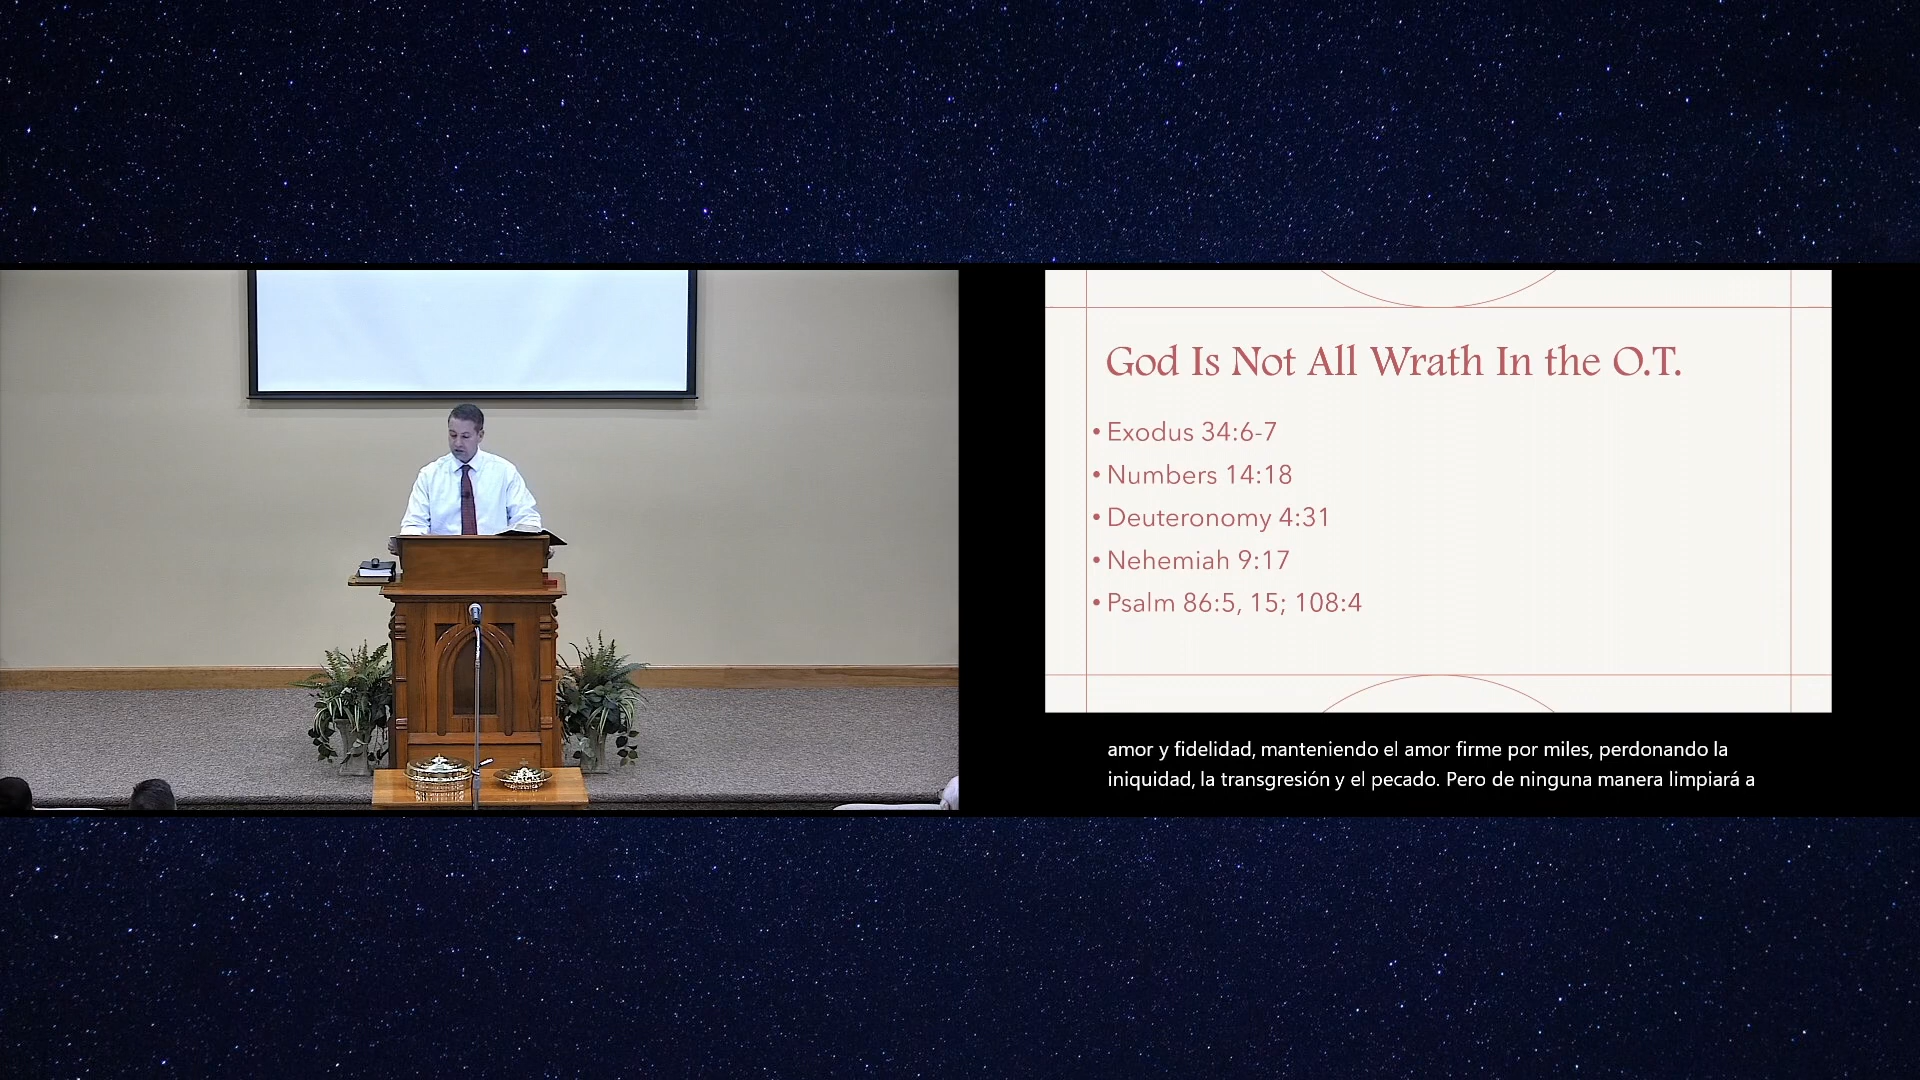 God Is Not All Wrath In the O.T.
• Exodus 34:6-7
• Numbers 14:18
• Deuteronomy 4:31
• Nehemiah 9:17
• Psalm 86:5, 15; 108:4
amor y fidelidad, manteniendo el amor firme por miles, perdonando la
iniquidad, la transgresión y el pecado. Pero de ninguna manera limpiará a